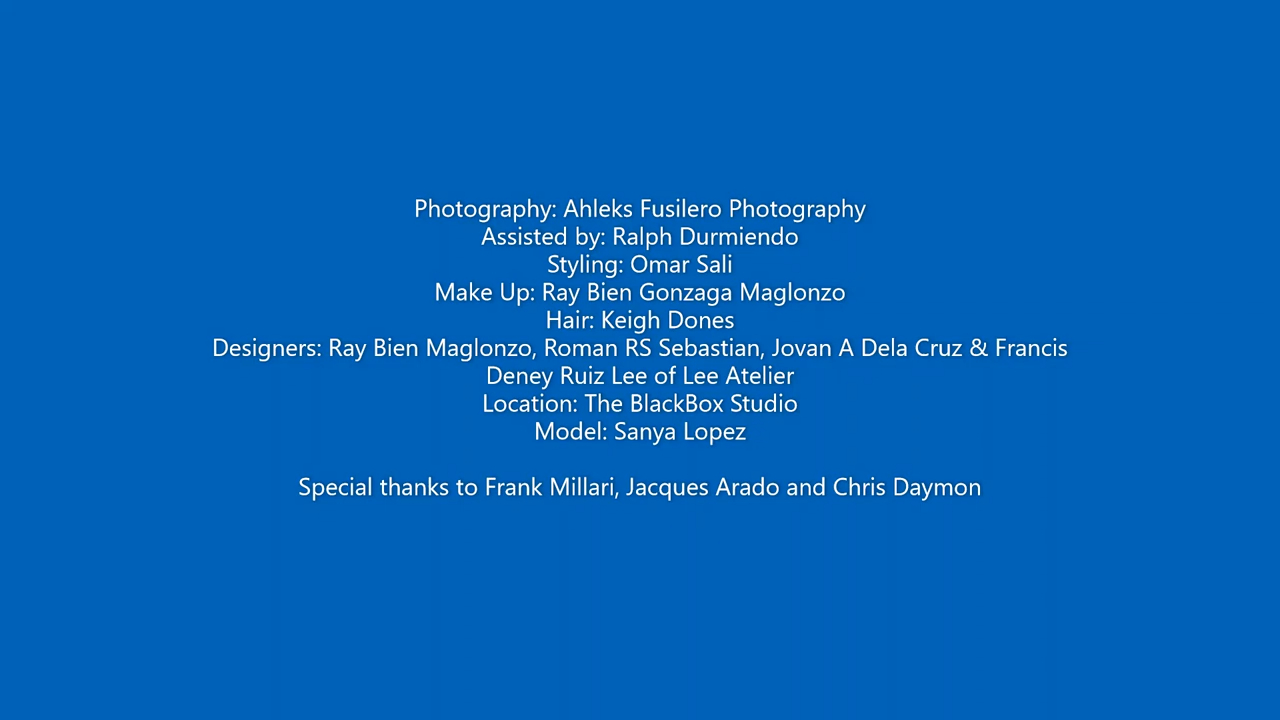 Photography: Ahleks Fusilero Photography
Assisted by: Ralph Durmiendo
Styling: Omar Sali
Make Up: Ray Bien Gonzaga Maglonzo
Hair: Keigh Dones
Designers: Ray Bien Maglonzo, Roman RS Sebastian, Jovan A Dela Cruz & Francis
Deney Ruiz Lee of Lee Atelier
Location: The BlackBox Studio
Model: Sanya Lopez
Special thanks to Frank Millari, Jacques Arado and Chris Daymon